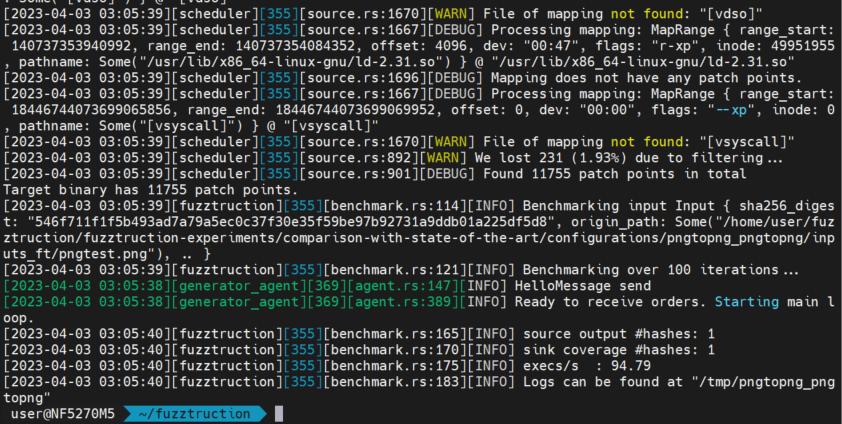 [2023-04-03 03:05:39][scheduler][355][source.rs:1670][WARN] File of mapping not found: "[vdso]"
[2023-04-03 03:05:39][scheduler][355][source.rs:1667][DEBUG] Processing mapping: MapRange { range_start:
140737353940992, range_end: 140737354084352, offset: 4096, dev: "00:47", flags: "r-xp", inode: 49951955
, pathname: Some("/usr/lib/x86_64-linux-gnu/ld-2.31.so") } @ "/usr/lib/x86_64-linux-gnu/ld-2.31.so"
[2023-04-03 03:05:39][scheduler][355][source.rs:1696][DEBUG] Mapping does not have any patch points.
[2023-04-03 03:05:39][scheduler][355][source.rs:1667][DEBUG] Processing mapping: MapRange { range_start:
18446744073699065856, range_end: 18446744073699069952, offset: 0, dev: "00:00", flags: "--xp", inode: 0
, pathname: Some("[vsyscall]") } @ "[vsyscall]"
[2023-04-03 03:05:39][scheduler][355][source.rs:1670][WARN] File of mapping not found: "[vsyscall]"
[2023-04-03 03:05:39][scheduler][355][source.rs:892][WARN] We lost 231 (1.93%) due to filtering...
[2023-04-03 03:05:39][scheduler][355][source.rs:901][DEBUG] Found 11755 patch points in total
Target binary has 11755 patch points.
[2023-04-03 03:05:39][fuzztruction][355][benchmark.rs:114][INFO] Benchmarking input Input { sha256_diges
t: "546f711f1f5b493ad7a79a5ec0c37f30e35f59be97b92731a9ddb01a225df5d8", origin_path: Some("/home/user/fuz
ztruction/fuzztruction-experiments/comparison-with-state-of-the-art/configurations/pngtopng_pngtopng/inp
uts_ft/pngtest.png"), .. }
[2023-04-03 03:05:39][fuzztruction][355][benchmark.rs:121][INFO] Benchmarking over 100 iterations...
[2023-04-03 03:05:38][generator_agent][369][agent.rs:147][INFO] HelloMessage send
[2023-04-03 03:05:38][generator_agent][369][agent.rs:389][INFO] Ready to receive orders. Starting main l
oop.
[2023-04-03 03:05:40][fuzztruction][355][benchmark.rs:165][INFO] source output #hashes: 1
[2023-04-03 03:05:40][fuzztruction][355][benchmark.rs:170][INFO] sink coverage #hashes: 1
[2023-04-03 03:05:40][fuzztruction][355][benchmark.rs:175][INFO] execs/s  : 94.79
[2023-04-03 03:05:40][fuzztruction][355][benchmark.rs:183][INFO] Logs can be found at "/tmp/pngtopng_png
topng"
user@NF5270M5 ~/fuzztruction